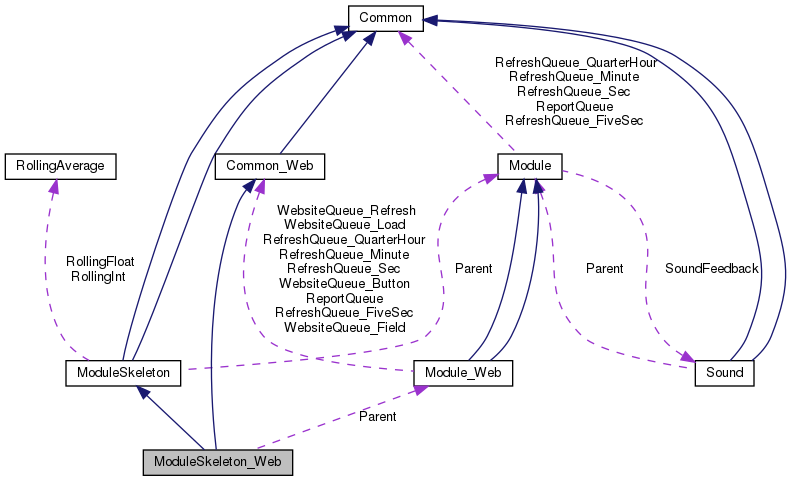 Common
RefreshQueue_QuarterHour
RefreshQueue_Minute
RefreshQueue_Sec
ReportQueue
RefreshQueue_FiveSec
RollingAverage
Common_Web
Module
WebsiteQueue_Refresh
WebsiteQueue_Load
RefreshQueue_QuarterHour
RefreshQueue_Minute
RefreshQueue_Sec
WebsiteQueue_Button
ReportQueue
RefreshQueue_FiveSec
WebsiteQueue_Field
RollingFloat
RollingInt
Parent
Parent
SoundFeedback
ModuleSkeleton
Module_Web
Sound
Parent
ModuleSkeleton_Web